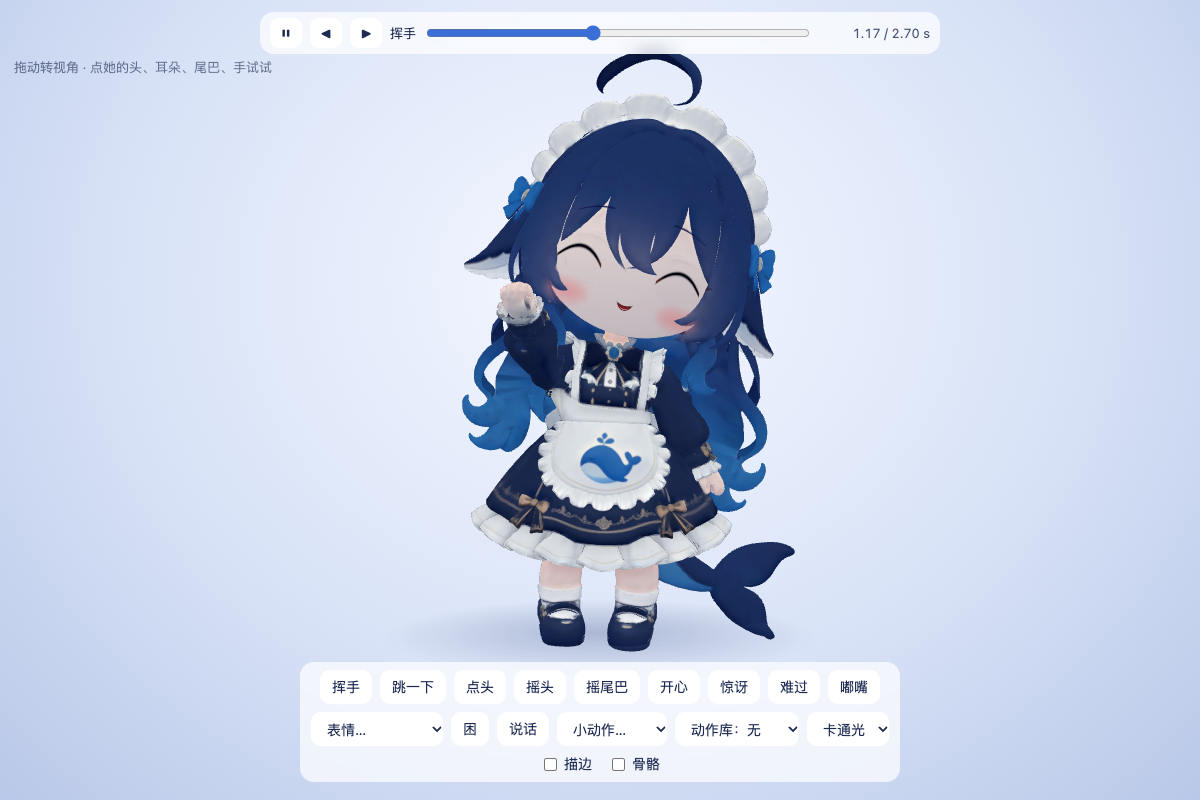 挥手
1.17 / 2.70 s
拖动转视角 · 点她的头、耳朵、尾巴、手试试
挥手 跳一下 点头 摇头 摇尾巴 开心 惊讶 难过 嘟嘴
表情... 困 说话 小动作... 动作库：无 卡通光
描边 骨骼